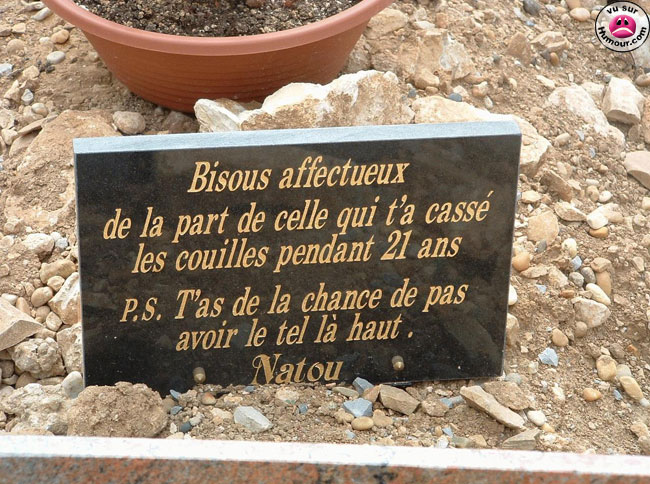 vu sur
Humour.com
Bisous affectueux
de la part de celle qui t'a cassé
les couilles pendant 21 ans
P.S. T'as de la chance de pas
avoir le tel là haut .
Natou